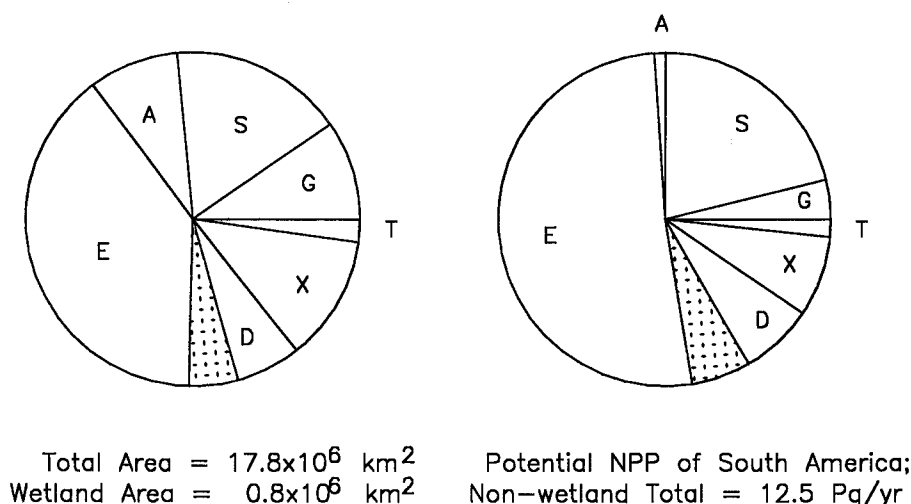 A
S
G
T
X
D
E
A
S
G
T
X
D
E
Total Area = 17.8x10⁶ km²
Wetland Area = 0.8x10⁶ km²
Potential NPP of South America;
Non-wetland Total = 12.5 Pg/yr